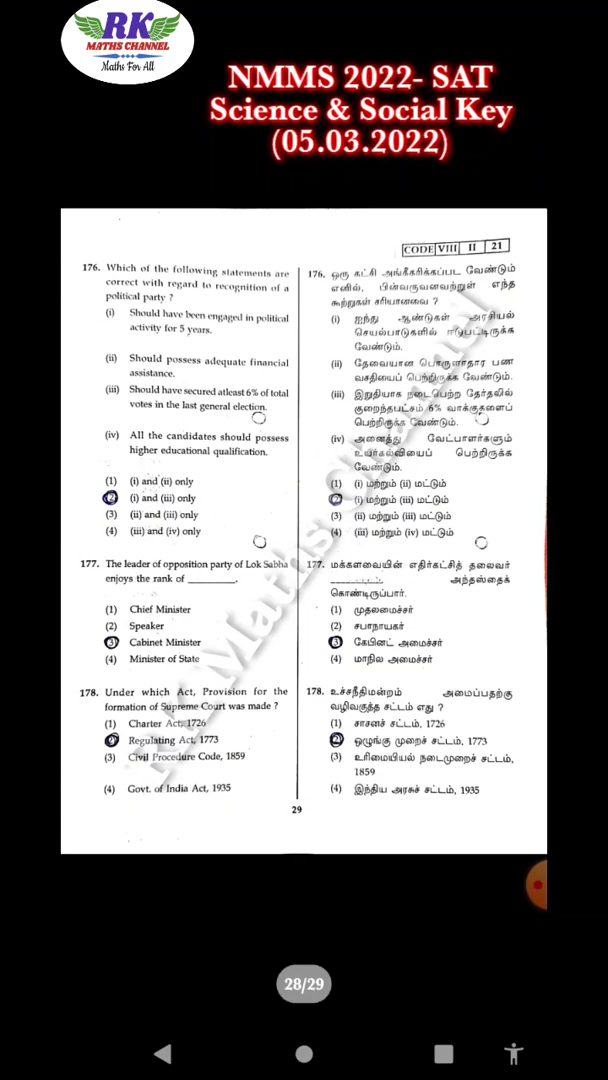 RK
MATHS CHANNEL
Maths For All
NMMS 2022- SAT
Science & Social Key
(05.03.2022)
CODE VIII II 21
176. Which of the following statements are
correct with regard to recognition of a
political party ?
(i) Should have been engaged in political
activity for 5 years.
(ii) Should possess adequate financial
assistance.
(iii) Should have secured atleast 6% of total
votes in the last general election.
(iv) All the candidates should possess
higher educational qualification.
(1) (i) and (ii) only
(2) (i) and (iii) only
(3) (ii) and (iii) only
(4) (iii) and (iv) only
177. The leader of opposition party of Lok Sabha
enjoys the rank of ________.
(1) Chief Minister
(2) Speaker
(3) Cabinet Minister
(4) Minister of State
178. Under which Act, Provision for the
formation of Supreme Court was made ?
(1) Charter Act, 1726
Regulating Act, 1773
(3) Civil Procedure Code, 1859
(4) Govt. of India Act, 1935
176. ஒரு கட்சி அங்கீகரிக்கப்பட வேண்டும்
எனில், பின்வருவனவற்றுள் எந்த
கூற்றுகள் சரியானவை ?
(i) ஐந்து ஆண்டுகள் அரசியல்
செயல்பாடுகளில் ஈடுபட்டிருக்க
வேண்டும்.
(ii) தேவையான பொருளாதார பண
வசதியைப் பெற்றிருக்க வேண்டும்.
(iii) இறுதியாக நடைபெற்ற தேர்தலில்
குறைந்தபட்சம் 6% வாக்குகளைப்
பெற்றிருக்க வேண்டும்.
(iv) அனைத்து வேட்பாளர்களும்
உயர்கல்வியைப் பெற்றிருக்க
வேண்டும்.
(1) (i) மற்றும் (ii) மட்டும்
(2) (i) மற்றும் (iii) மட்டும்
(3) (ii) மற்றும் (iii) மட்டும்
(4) (iii) மற்றும் (iv) மட்டும்
177. மக்களவையின் எதிர்கட்சித் தலைவர்
________ அந்தஸ்தைக்
கொண்டிருப்பார்.
(1) முதலமைச்சர்
(2) சபாநாயகர்
(3) கேபினட் அமைச்சர்
(4) மாநில அமைச்சர்
178. உச்சநீதிமன்றம் அமைப்பதற்கு
வழிவகுத்த சட்டம் எது ?
(1) சாசனச் சட்டம், 1726
(2) ஒழுங்கு முறைச் சட்டம், 1773
(3) உரிமையியல் நடைமுறைச் சட்டம்,
1859
(4) இந்திய அரசுச் சட்டம், 1935
29
RK Maths Channel
28/29